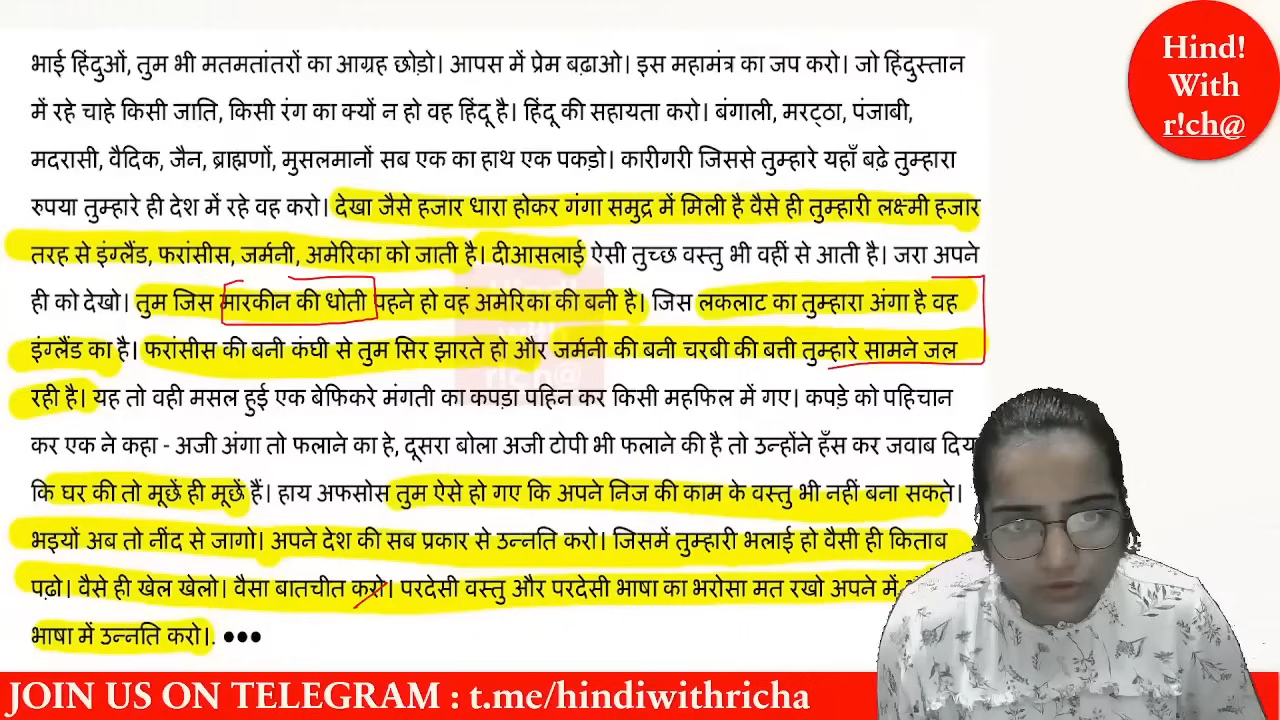 भाई हिंदुओं, तुम भी मतमतांतरों का आग्रह छोड़ो। आपस में प्रेम बढ़ाओ। इस महामंत्र का जप करो। जो हिंदुस्तान
में रहे चाहे किसी जाति, किसी रंग का क्यों न हो वह हिंदू है। हिंदू की सहायता करो। बंगाली, मरट्ठा, पंजाबी,
मदरासी, वैदिक, जैन, ब्राह्मणों, मुसलमानों सब एक का हाथ एक पकड़ो। कारीगरी जिससे तुम्हारे यहाँ बढ़े तुम्हारा
रुपया तुम्हारे ही देश में रहे वह करो। देखा जैसे हजार धारा होकर गंगा समुद्र में मिली है वैसे ही तुम्हारी लक्ष्मी हजार
तरह से इंग्लैंड, फरांसीस, जर्मनी, अमेरिका को जाती है। दीआसलाई ऐसी तुच्छ वस्तु भी वहीं से आती है। जरा अपने
ही को देखो। तुम जिस मारकीन की धोती पहने हो वह अमेरिका की बनी है। जिस लकलाट का तुम्हारा अंगा है वह
इंग्लैंड का है। फरांसीस की बनी कंघी से तुम सिर झारते हो और जर्मनी की बनी चरबी की बत्ती तुम्हारे सामने जल
रही है। यह तो वही मसल हुई एक बेफिकरे मंगती का कपड़ा पहिन कर किसी महफिल में गए। कपड़े को पहिचान
कर एक ने कहा - अजी अंगा तो फलाने का हे, दूसरा बोला अजी टोपी भी फलाने की है तो उन्होंने हँस कर जवाब
कि घर की तो मूछें ही मूछें हैं। हाय अफसोस तुम ऐसे हो गए कि अपने निज की काम के वस्तु भी नहीं बना सकते।
भइयों अब तो नींद से जागो। अपने देश की सब प्रकार से उन्नति करो। जिसमें तुम्हारी भलाई हो वैसी ही किताब
पढ़ो। वैसे ही खेल खेलो। वैसा बातचीत करो। परदेसी वस्तु और परदेसी भाषा का भरोसा मत रखो अपने में
भाषा में उन्नति करो।. •••
Hind!
With
r!ch@
JOIN US ON TELEGRAM : t.me/hindiwithricha